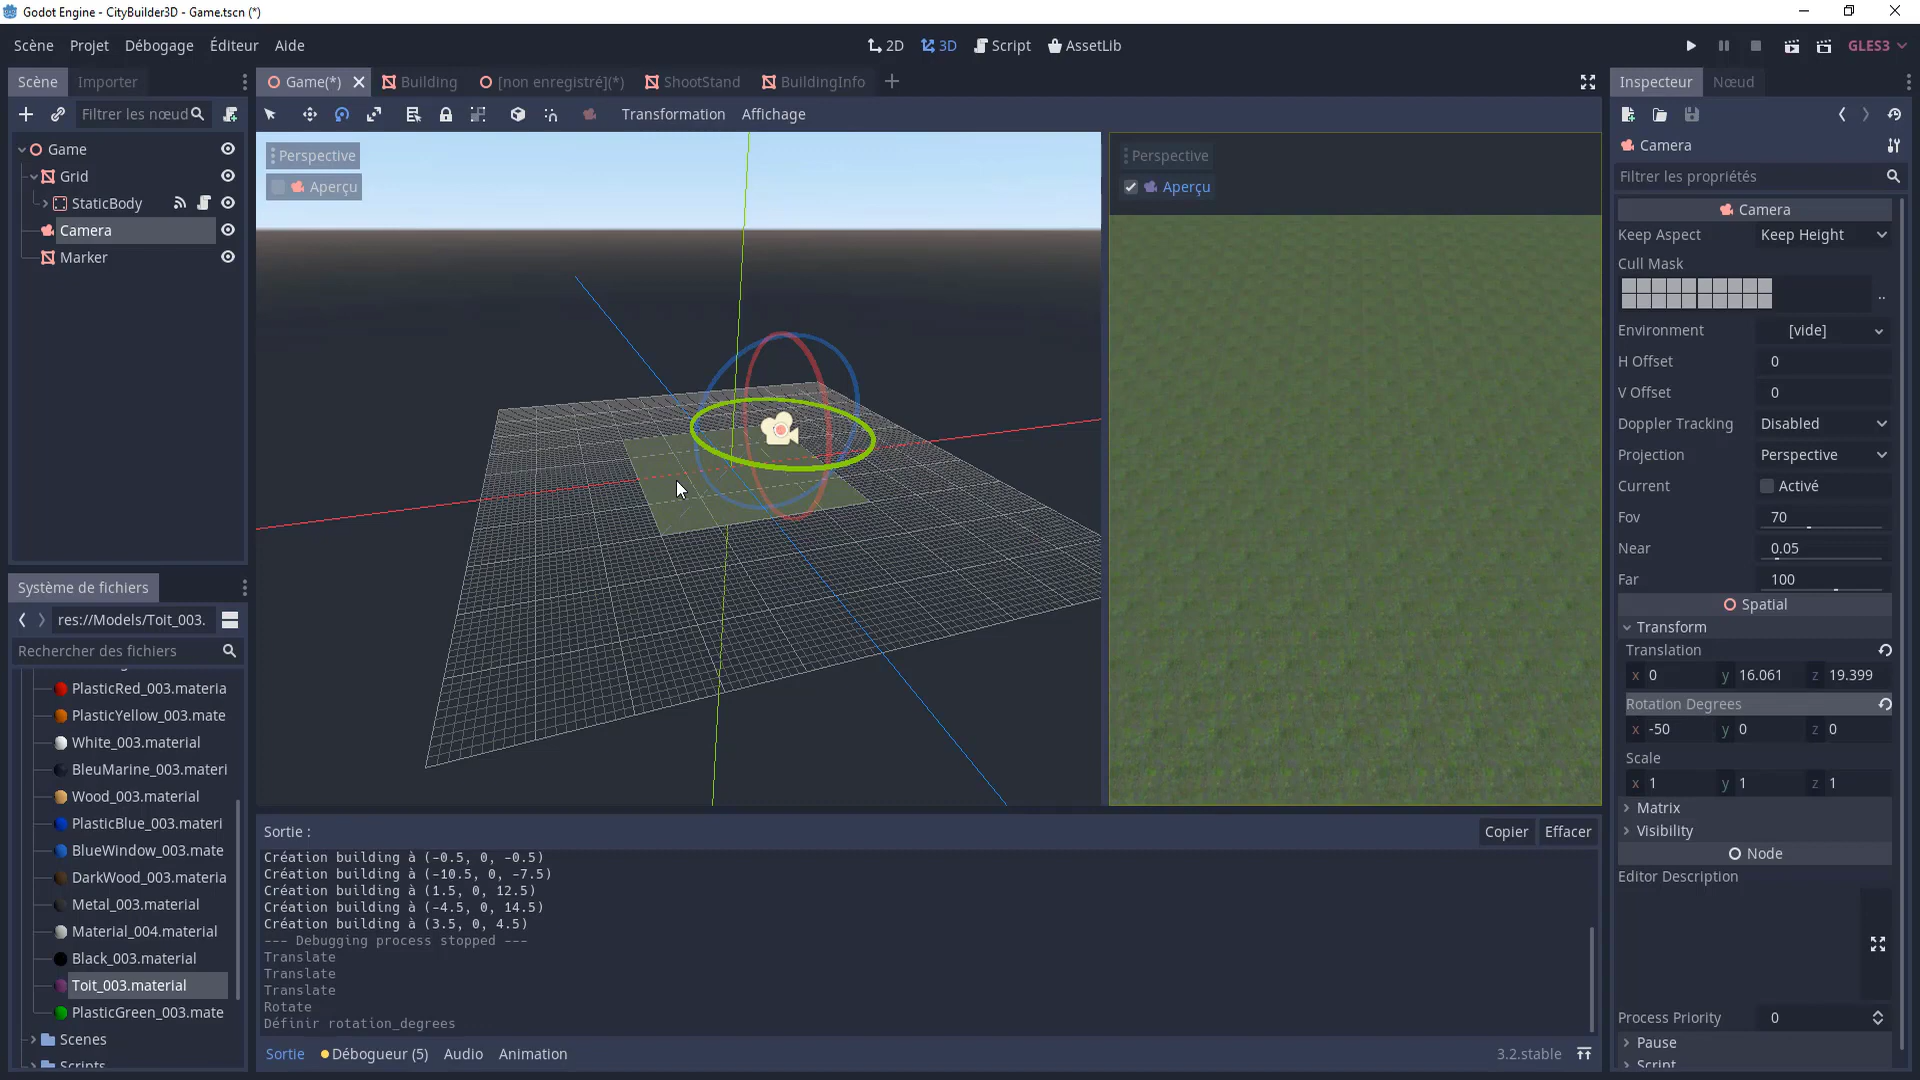 Godot Engine - CityBuilder3D - Game.tscn (*)
Scène Projet Débogage Éditeur Aide
2D 3D Script AssetLib
GLES3
Scène Importer
Filtrer les nœud
Game
Grid
StaticBody
Camera
Marker
Système de fichiers
res://Models/Toit_003.
Rechercher des fichiers
PlasticRed_003.materia
PlasticYellow_003.mate
White_003.material
BleuMarine_003.materi
Wood_003.material
PlasticBlue_003.materi
BlueWindow_003.mate
DarkWood_003.materia
Metal_003.material
Material_004.material
Black_003.material
Toit_003.material
PlasticGreen_003.mate
Scenes
Scripts
Game(*) Building [non enregistré](*) ShootStand BuildingInfo
Transformation Affichage
Perspective
Aperçu
Perspective
Aperçu
Sortie :
Copier Effacer
Création building à (-0.5, 0, -0.5)
Création building à (-10.5, 0, -7.5)
Création building à (1.5, 0, 12.5)
Création building à (-4.5, 0, 14.5)
Création building à (3.5, 0, 4.5)
--- Debugging process stopped ---
Translate
Translate
Translate
Rotate
Définir rotation_degrees
Sortie Débogueur (5) Audio Animation
3.2.stable
Inspecteur Nœud
Camera
Filtrer les propriétés
Camera
Keep Aspect Keep Height
Cull Mask
..
Environment [vide]
H Offset 0
V Offset 0
Doppler Tracking Disabled
Projection Perspective
Current Activé
Fov 70
Near 0.05
Far 100
Spatial
Transform
Translation
x 0 y 16.061 z 19.399
Rotation Degrees
x -50 y 0 z 0
Scale
x 1 y 1 z 1
Matrix
Visibility
Node
Editor Description
Process Priority 0
Pause
Script